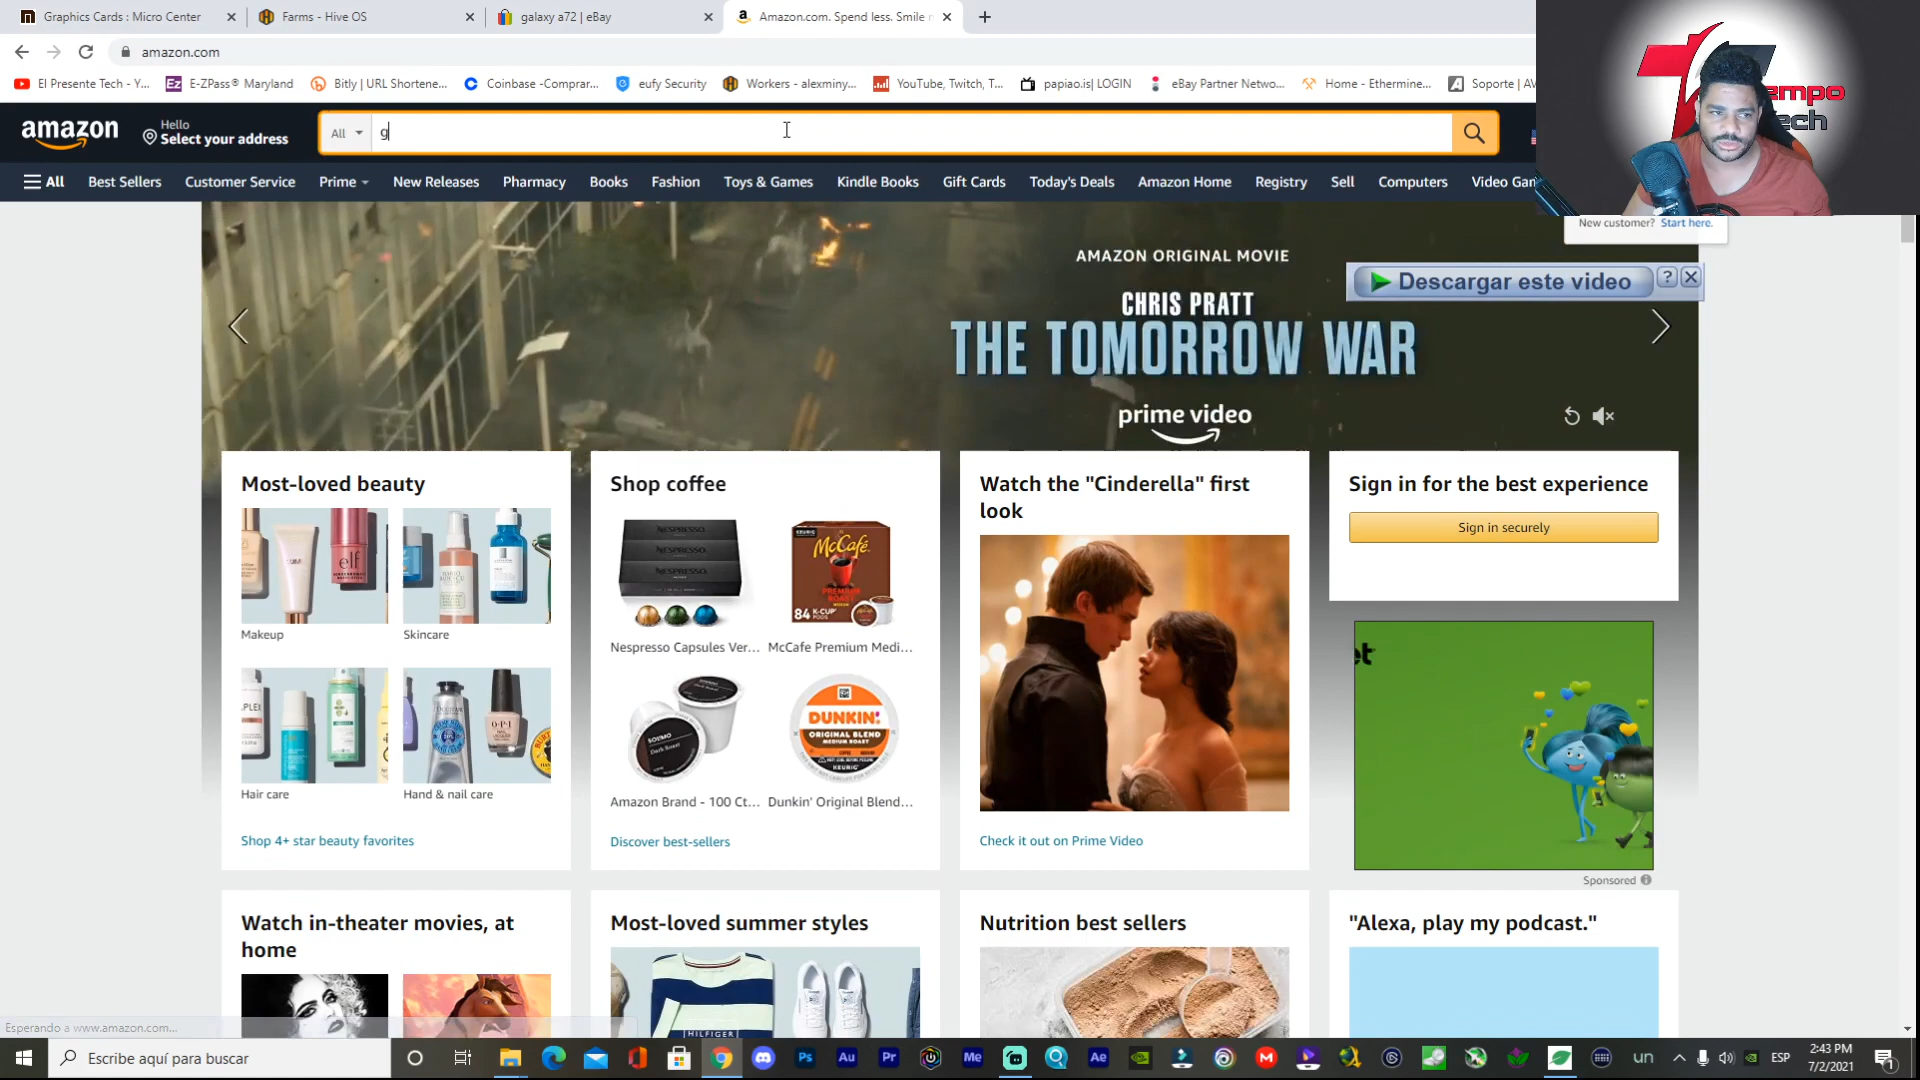 Graphics Cards : Micro Center
Farms - Hive OS
galaxy a72 | eBay
Amazon.com. Spend less. Smile
amazon.com
El Presente Tech - Y...
E-ZPass® Maryland
Bitly | URL Shortene...
Coinbase -Comprar...
eufy Security
Workers - alexminy...
YouTube, Twitch, T...
papiao.is| LOGIN
eBay Partner Netwo...
Home - Ethermine...
Soporte | AV
amazon
Hello
Select your address
All
g
All
Best Sellers
Customer Service
Prime
New Releases
Pharmacy
Books
Fashion
Toys & Games
Kindle Books
Gift Cards
Today's Deals
Amazon Home
Registry
Sell
Computers
Video Gam
New customer? Start here.
Descargar este video
?
AMAZON ORIGINAL MOVIE
CHRIS PRATT
THE TOMORROW WAR
prime video
Most-loved beauty
Makeup
Skincare
Hair care
Hand & nail care
Shop 4+ star beauty favorites
Shop coffee
Nespresso Capsules Ver...
McCafe Premium Medi...
Amazon Brand - 100 Ct...
Dunkin' Original Blend...
Discover best-sellers
Watch the "Cinderella" first
look
Check it out on Prime Video
Sign in for the best experience
Sign in securely
Sponsored
Watch in-theater movies, at
home
Most-loved summer styles
HILFIGER
Nutrition best sellers
"Alexa, play my podcast."
Esperando a www.amazon.com...
Escribe aquí para buscar
un
ESP
2:43 PM
7/2/2021